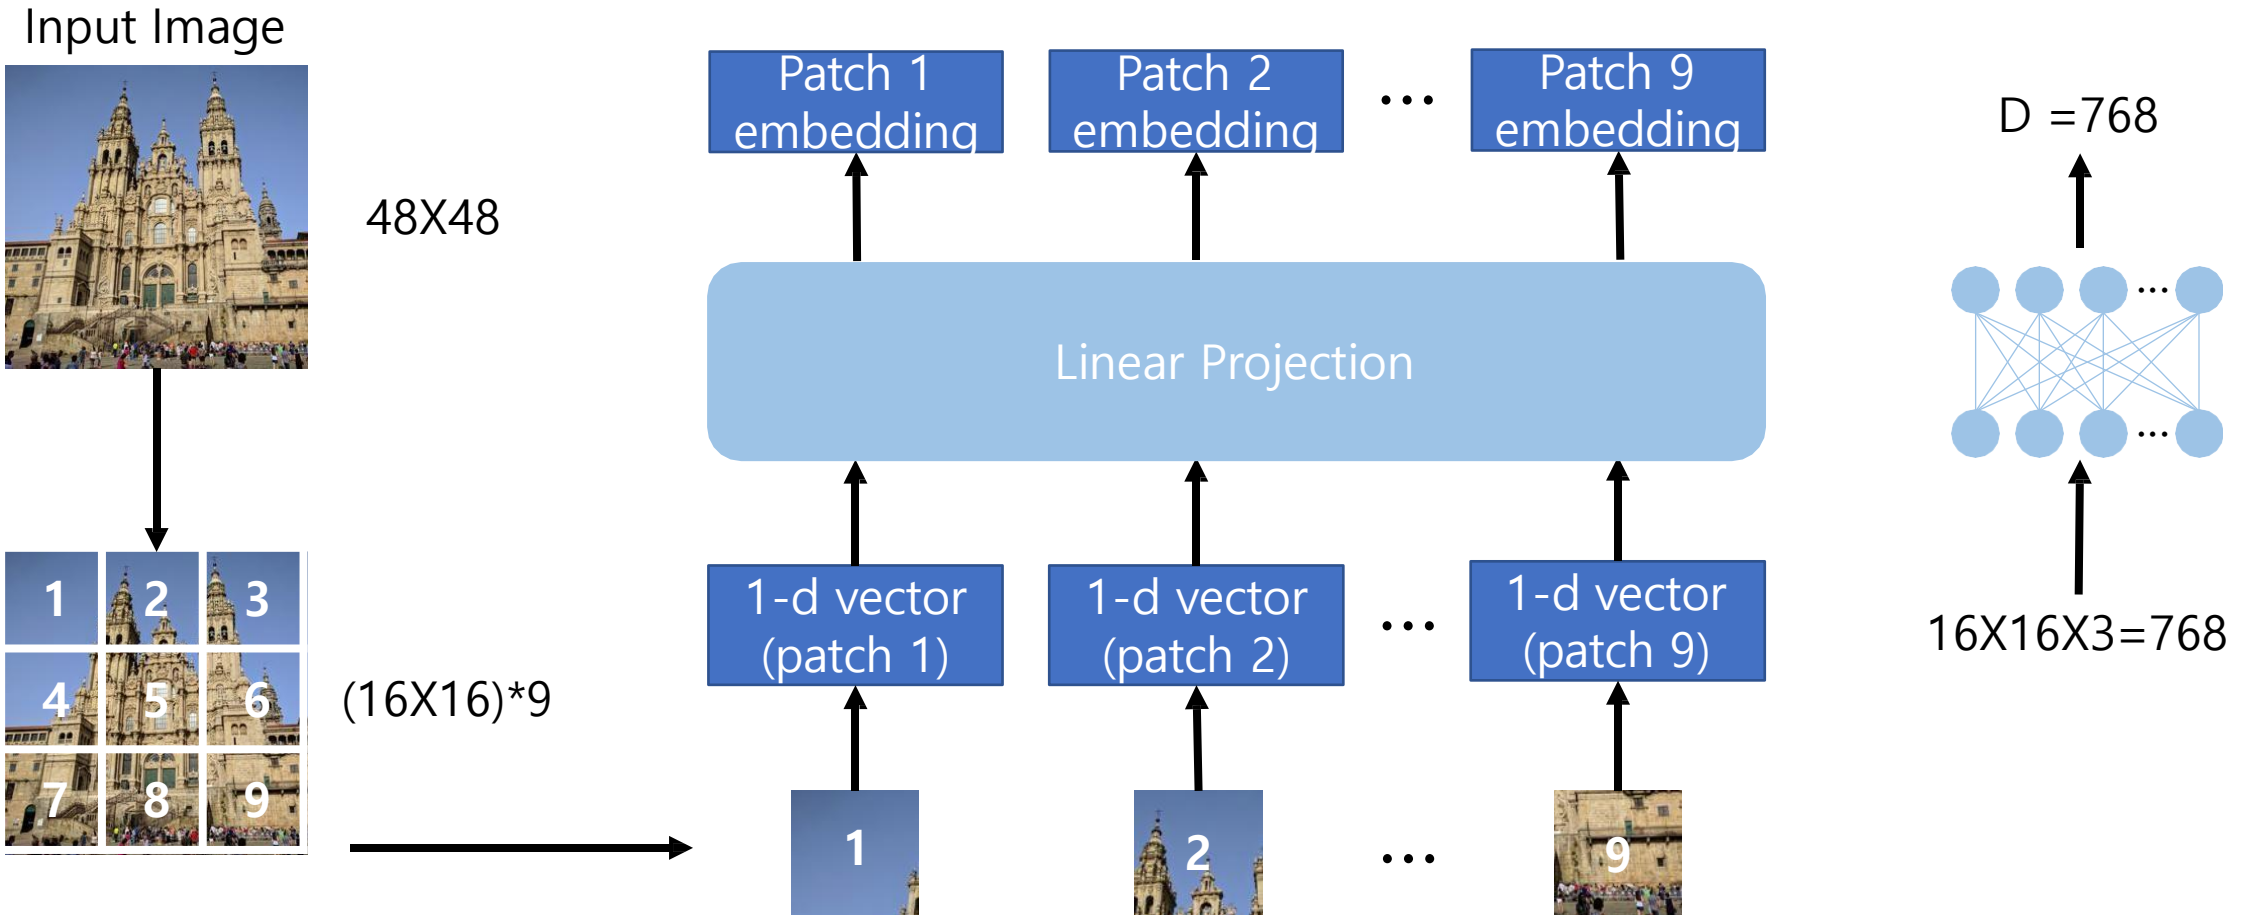 Input Image
48X48
1 2 3
4 5 6
7 8 9
(16X16)*9
Patch 1
embedding
Patch 2
embedding
...
Patch 9
embedding
Linear Projection
1-d vector
(patch 1)
1-d vector
(patch 2)
...
1-d vector
(patch 9)
1
2
...
9
D =768
...
...
16X16X3=768